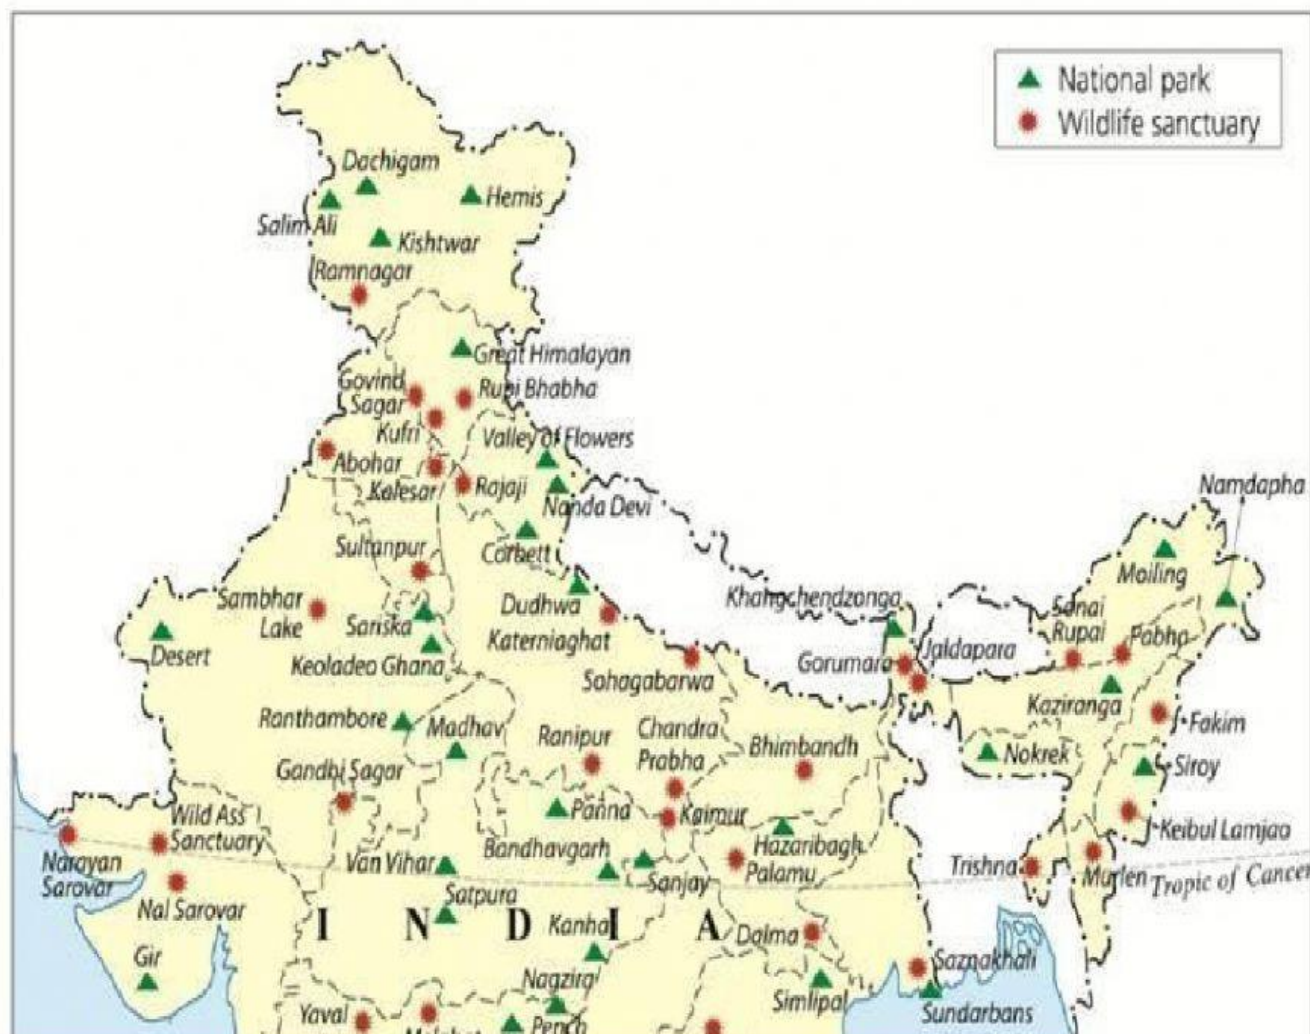 National park
Wildlife sanctuary
Dachigam
Hemis
Salim Ali
Kishtwar
Ramnagar
Great Himalayan
Govind
Sagar
Rupi Bhabha
Kufri
Valley of Flowers
Abohar
Kalesar
Rajaji
Nanda Devi
Namdapha
Sultanpur
Corbett
Moiling
Sambhar
Lake
Sariska
Dudhwa
Katerniaghat
Khangchendzonga
Sonai
Rupai
Pabha
Desert
Keoladeo Ghana
Sohagabarwa
Gorumara
Jaldapara
Kaziranga
Ranthambore
Madhav
Ranipur
Chandra
Prabha
Bhimbandh
Nokrek
Fakim
Gandhi Sagar
Siroy
Wild Ass
Sanctuary
Panna
Kaimur
Hazaribagh
Keibul Lamjao
Narayan
Sarovar
Van Vihar
Bandhavgarh
Sanjay
Palamu
Trishna
Murlen
Tropic of Cancer
Nal Sarovar
Satpura
INDIA
Kanha
Dalma
Gir
Nagzira
Saznakhali
Simlipal
Sundarbans
Yaval
Pench